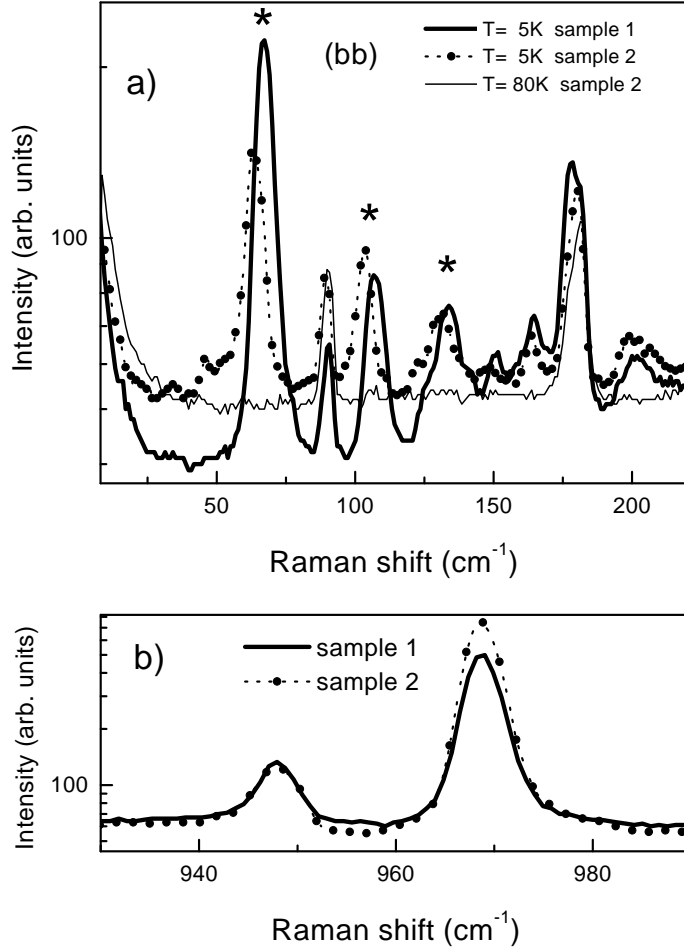 *
a)
(bb)
T= 5K sample 1
T= 5K sample 2
T= 80K sample 2
*
*
Intensity (arb. units)
100
50
100
150
200
Raman shift (cm⁻¹)
b)
sample 1
sample 2
Intensity (arb. units)
100
940
960
980
Raman shift (cm⁻¹)